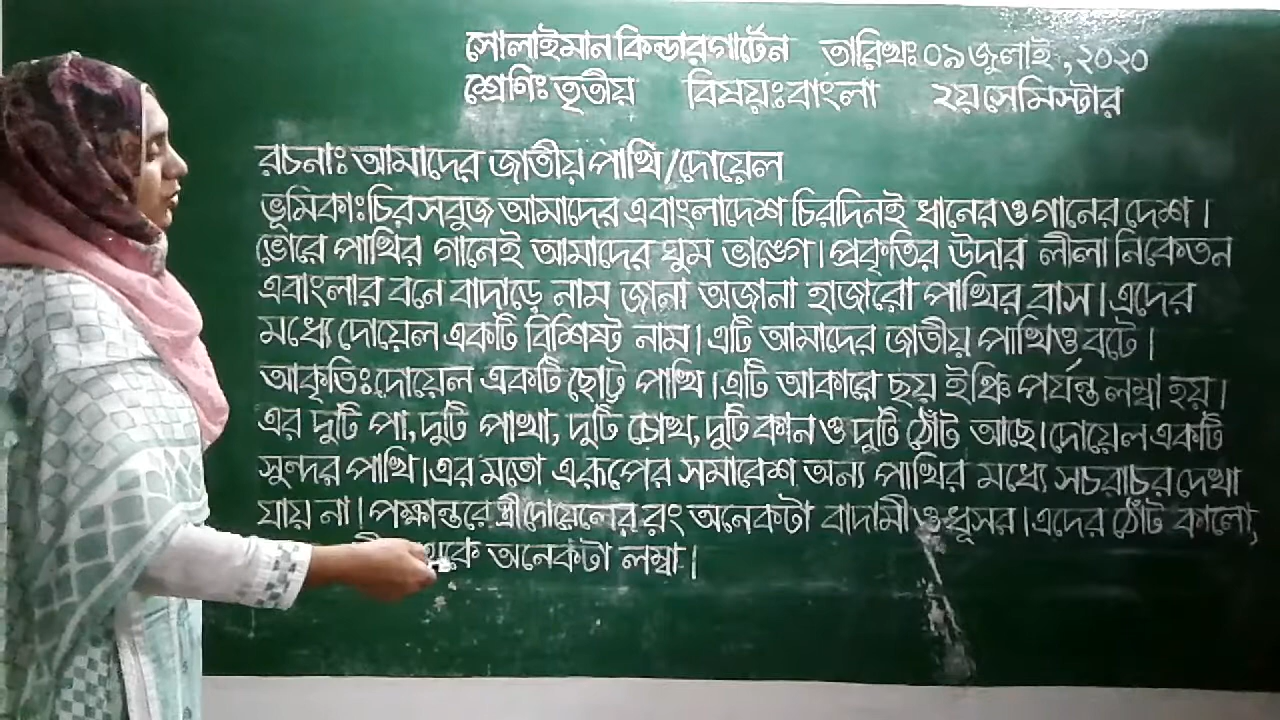 সোলাইমান কিন্ডারগার্টেন তারিখঃ ০৯ জুলাই, ২০২০
শ্রেণিঃ তৃতীয় বিষয়ঃ বাংলা ২য় সেমিস্টার
রচনাঃ আমাদের জাতীয় পাখি/দোয়েল
ভূমিকাঃ চির সবুজ আমাদের এ বাংলাদেশ চিরদিনই ধানের ও গানের দেশ।
ভোরে পাখির গানেই আমাদের ঘুম ভাঙ্গে। প্রকৃতির উদার লীলা নিকেতন
এবাংলার বনে বাদাড়ে নাম জানা অজানা হাজারো পাখির বাস। এদের
মধ্যে দোয়েল একটি বিশিষ্ট নাম। এটি আমাদের জাতীয় পাখিও বটে।
আকৃতিঃ দোয়েল একটি ছোট্ট পাখি। এটি আকারে ছয় ইঞ্চি পর্যন্ত লম্বা হয়।
এর দুটি পা, দুটি পাখা, দুটি চোখ, দুটি কান ও দুটি ঠোঁট আছে। দোয়েল একটি
সুন্দর পাখি। এর মতো এরূপের সমাবেশ অন্য পাখির মধ্যে সচরাচর দেখা
যায় না। পক্ষান্তরে স্ত্রী দোয়েলের রং অনেকটা বাদামী ও ধূসর। এদের ঠোঁট কালো,
অনেকটা লম্বা।